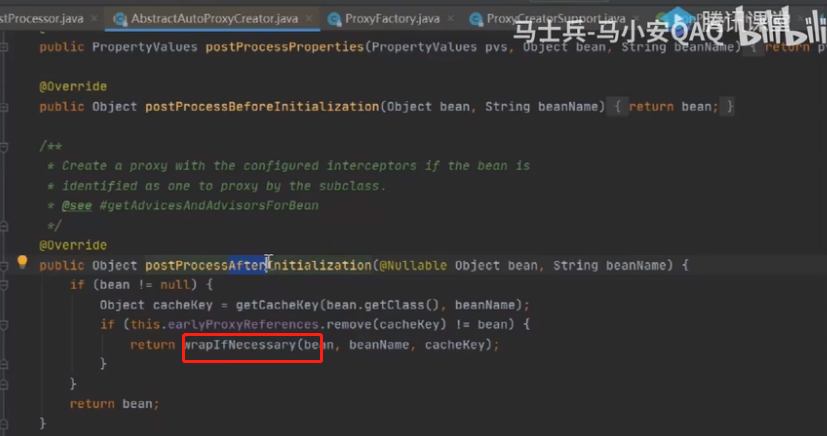 stProcessor.java AbstractAutoProxyCreator.java ProxyFactory.java ProxyCreatorSupport.java
马士兵-马小安QAQ 腾讯课堂 bilibili
public PropertyValues postProcessProperties(PropertyValues pvs, Object bean, String beanName) { return p
@Override
public Object postProcessBeforeInitialization(Object bean, String beanName) { return bean; }
/**
* Create a proxy with the configured interceptors if the bean is
* identified as one to proxy by the subclass.
* @see #getAdvicesAndAdvisorsForBean
*/
@Override
public Object postProcessAfterInitialization(@Nullable Object bean, String beanName) {
if (bean != null) {
Object cacheKey = getCacheKey(bean.getClass(), beanName);
if (this.earlyProxyReferences.remove(cacheKey) != bean) {
return wrapIfNecessary(bean, beanName, cacheKey);
}
}
return bean;
}